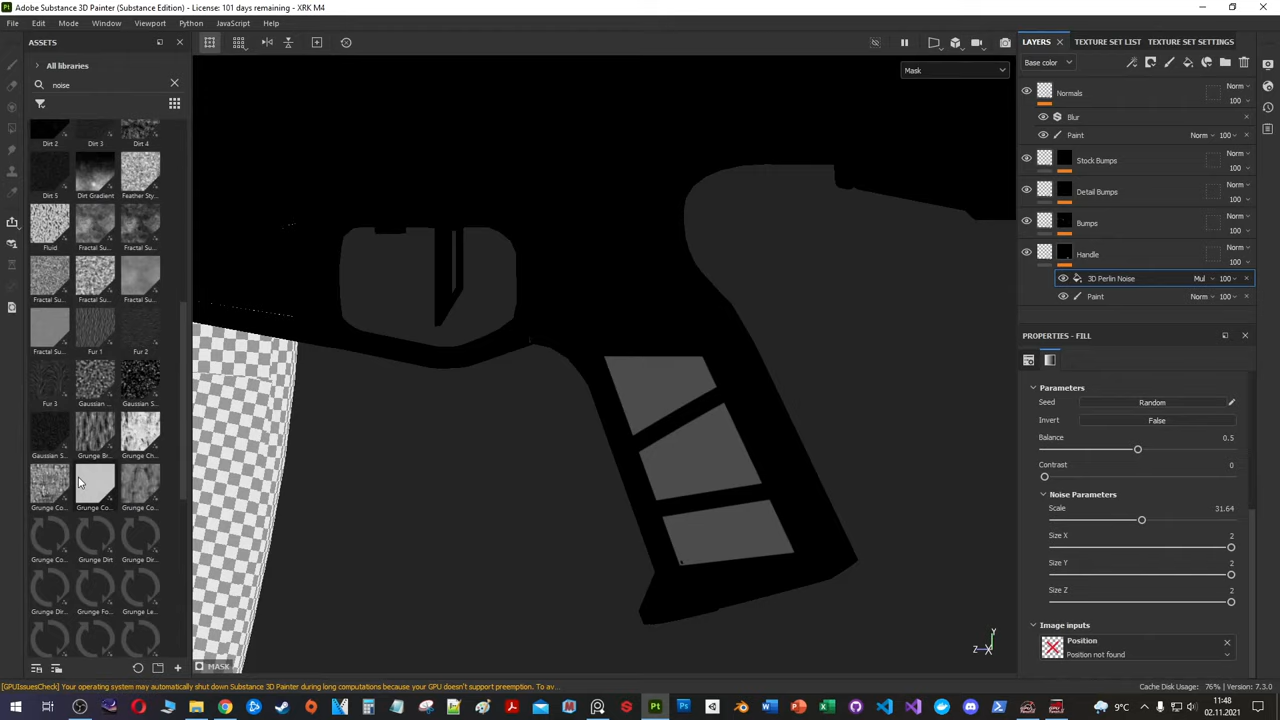 Adobe Substance 3D Painter (Substance Edition) - License: 101 days remaining - XRK M4
File Edit Mode Window Viewport Python JavaScript Help
ASSETS
All libraries
noise
Dirt 2 Dirt 3 Dirt 4
Dirt 5 Dirt Gradient Feather Sty...
Fluid Fractal Su... Fractal Su...
Fractal Su... Fractal Su... Fractal Su...
Fractal Su... Fur 1 Fur 2
Fur 3 Gaussian ... Gaussian S...
Gaussian S... Grunge Br... Grunge Ch...
Grunge Co... Grunge Co... Grunge Co...
Grunge Co... Grunge Dirt Grunge Dir...
Grunge Dir... Grunge Fo... Grunge Le...
Mask
MASK
Y
Z X
LAYERS TEXTURE SET LIST TEXTURE SET SETTINGS
Base color
Normals Norm 100
Blur
Paint Norm 100
Stock Bumps Norm 100
Detail Bumps Norm 100
Bumps Norm 100
Handle Norm 100
3D Perlin Noise Mul 100
Paint Norm 100
PROPERTIES - FILL
Parameters
Seed Random
Invert False
Balance 0.5
Contrast 0
Noise Parameters
Scale 31.64
Size X 2
Size Y 2
Size Z 2
Image inputs
Position
Position not found
[GPUIssuesCheck] Your operating system may automatically shut down Substance 3D Painter during long computations because your GPU doesn't support preemption. To av...
Cache Disk Usage: 76% | Version: 7.3.0
9°C
11:48
02.11.2021